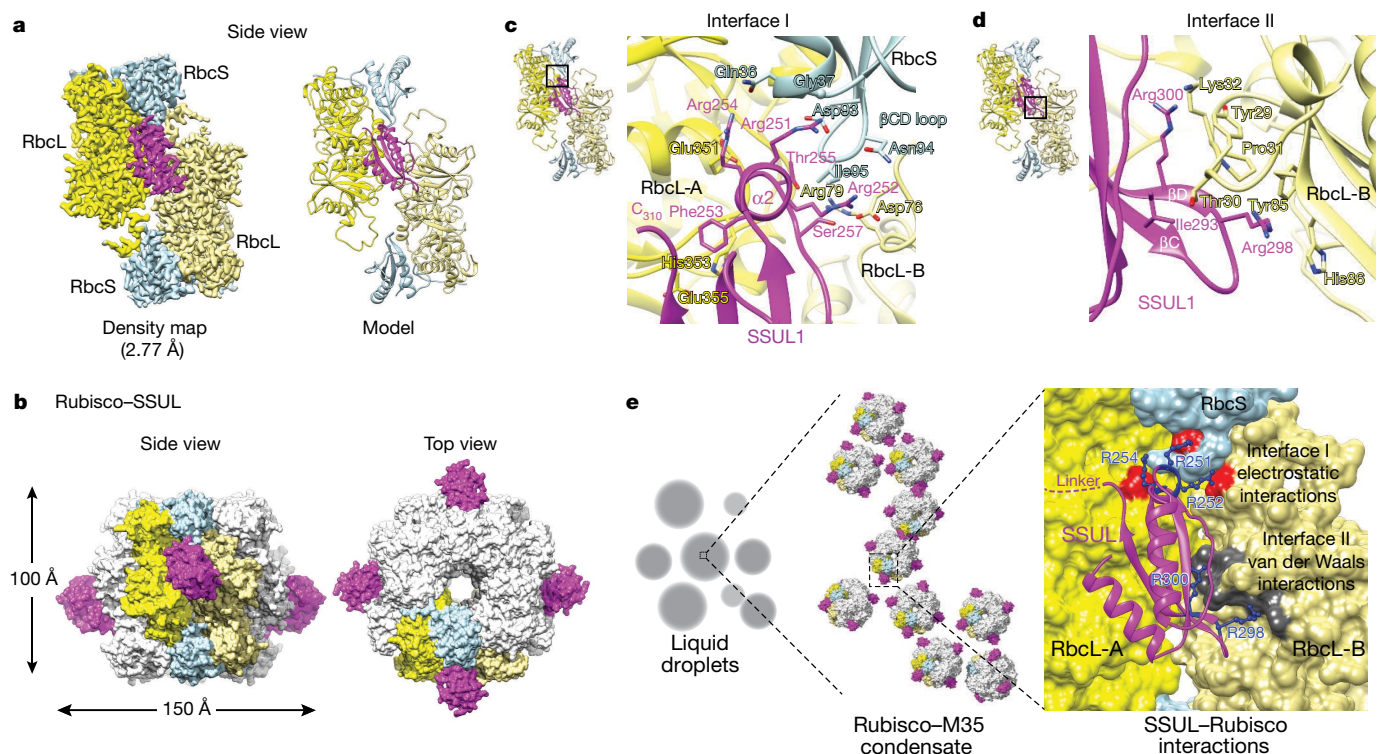 a
Side view
RbcS
RbcL
RbcL
RbcS
Density map
(2.77 Å)
Model
b
Rubisco–SSUL
Side view
Top view
100 Å
150 Å
c
Interface I
Gln36
Gly37
RbcS
Arg254
Arg251
Asp93
βCD loop
Glu351
Thr255
Asn94
Ile95
RbcL-A
Arg79
Arg252
α2
Asp76
C310
Phe253
Ser257
His353
RbcL-B
Glu355
SSUL1
d
Interface II
Lys32
Arg300
Tyr29
Pro31
RbcL-B
βD
Thr30
Tyr85
Ile293
βC
Arg298
His86
SSUL1
e
Liquid
droplets
Rubisco–M35
condensate
RbcS
R254
R251
Interface I
electrostatic
interactions
Linker
R252
SSUL
Interface II
van der Waals
interactions
R300
R298
RbcL-A
RbcL-B
SSUL–Rubisco
interactions